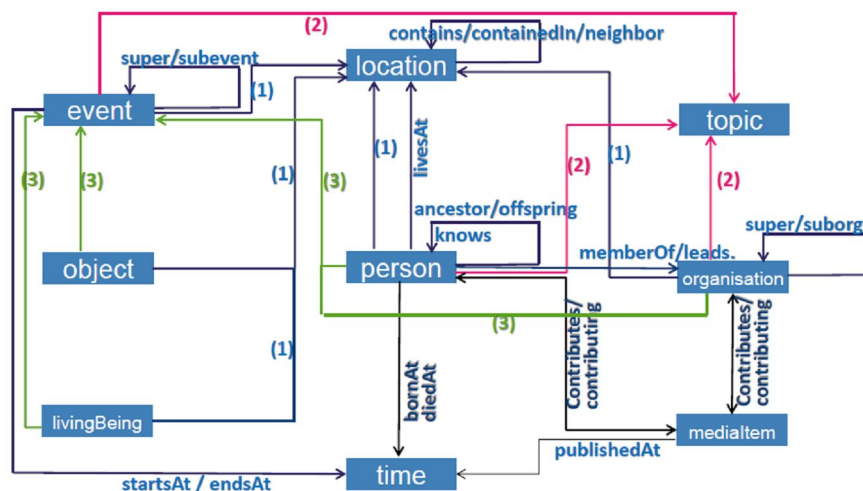 (2)
contains/containedIn/neighbor
super/subevent
location
(1)
event
topic
(1)
livesAt
(2)
(1)
(3)
(3)
(1)
(3)
(2)
ancestor/offspring
knows
super/suborg
memberOf/leads.
object
person
organisation
(3)
(1)
bornAt
diedAt
Contributes/
contributing
Contributes/
contributing
livingBeing
mediaItem
publishedAt
time
startsAt / endsAt